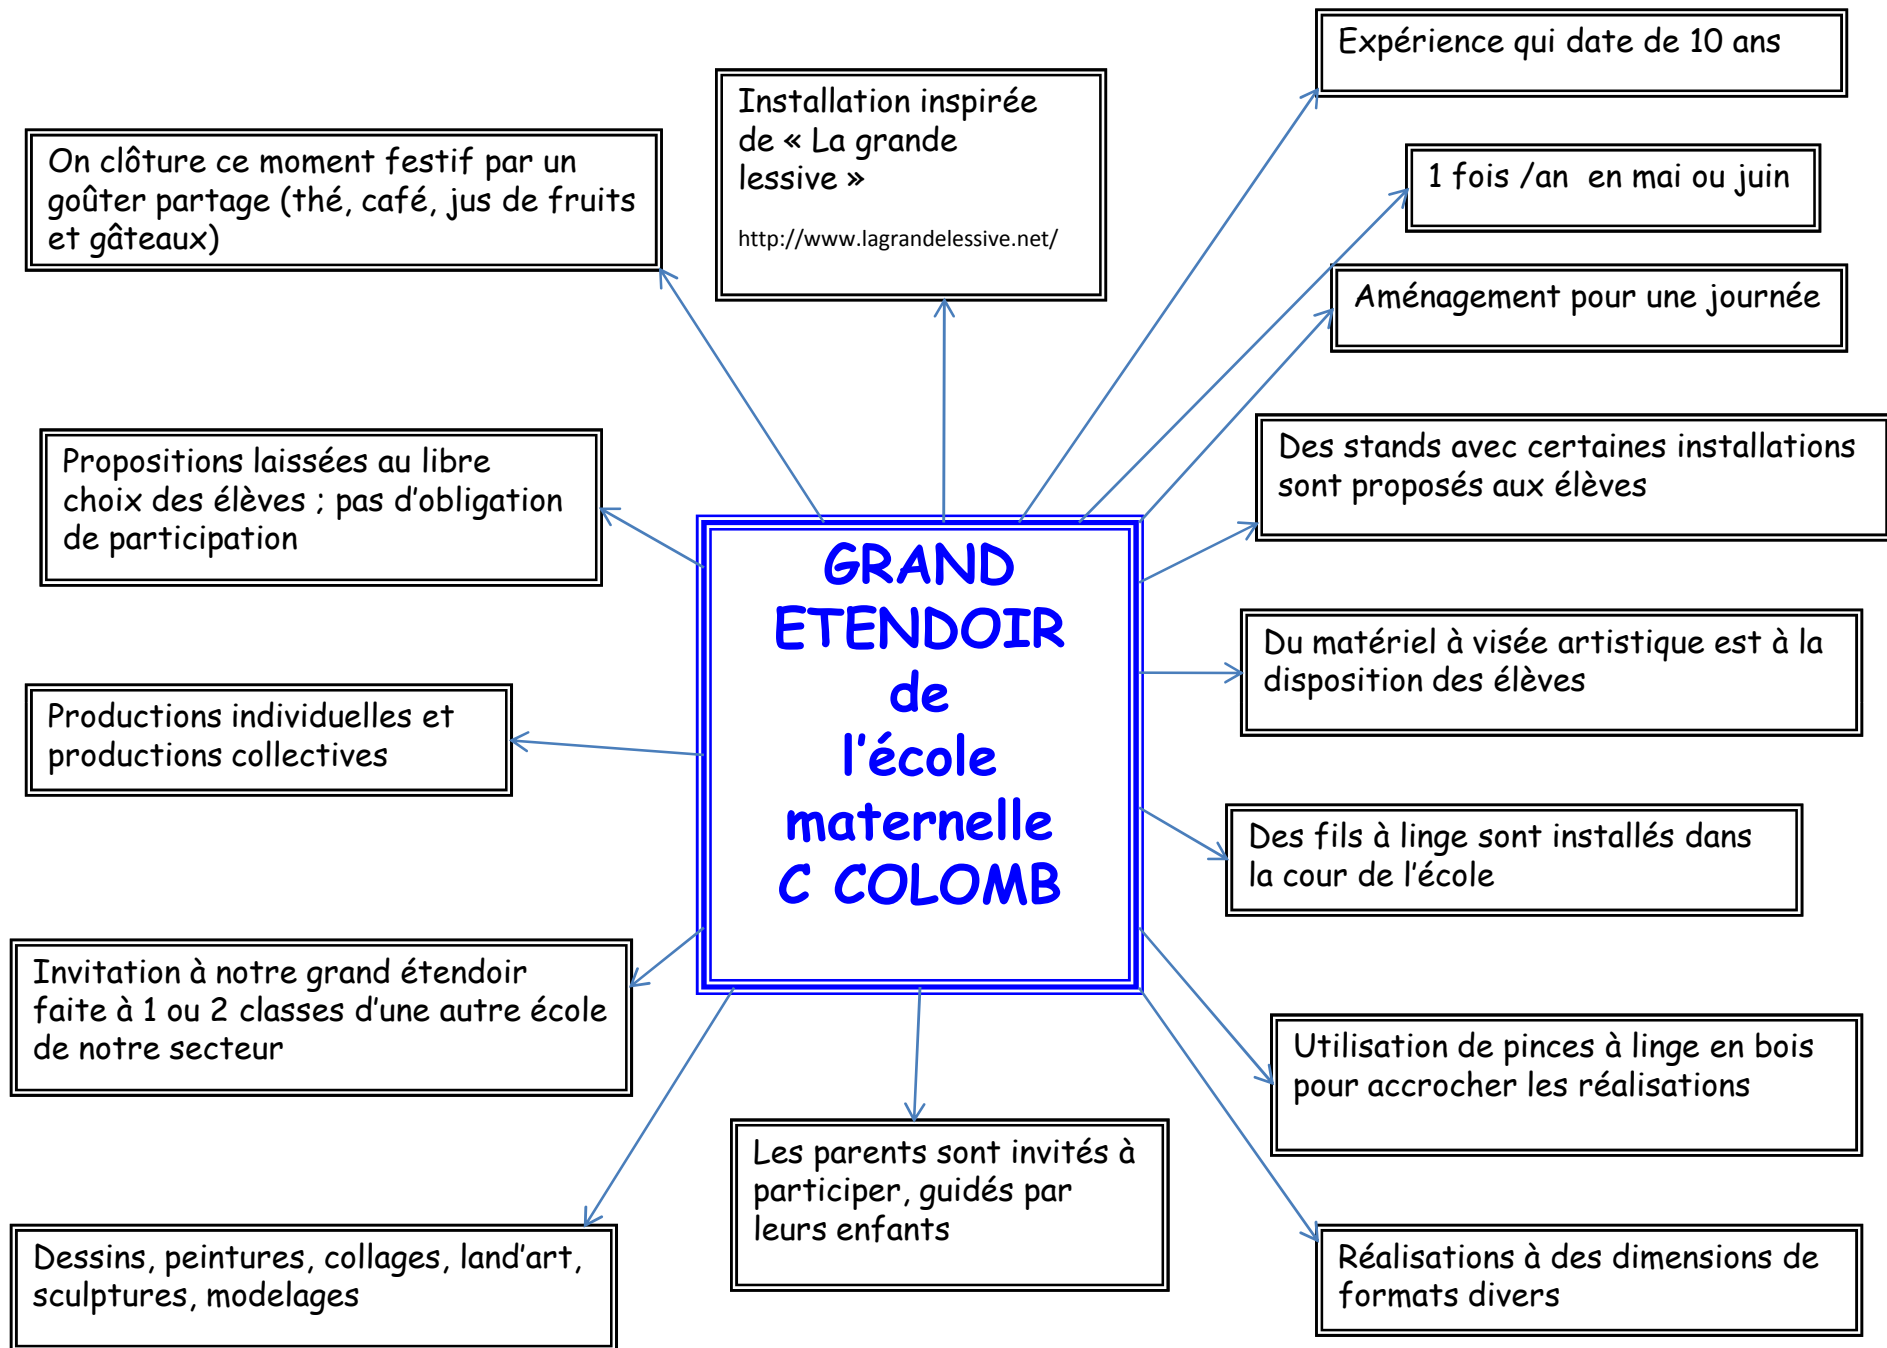 Expérience qui date de 10 ans
Installation inspirée
de « La grande
lessive »
http://www.lagrandelessive.net/
On clôture ce moment festif par un
goûter partage (thé, café, jus de fruits
et gâteaux)
1 fois /an  en mai ou juin
Aménagement pour une journée
Propositions laissées au libre
choix des élèves ; pas d’obligation
de participation
Des stands avec certaines installations
sont proposés aux élèves
GRAND
ETENDOIR
de
l’école
maternelle
C COLOMB
Du matériel à visée artistique est à la
disposition des élèves
Productions individuelles et
productions collectives
Des fils à linge sont installés dans
la cour de l’école
Invitation à notre grand étendoir
faite à 1 ou 2 classes d’une autre école
de notre secteur
Utilisation de pinces à linge en bois
pour accrocher les réalisations
Les parents sont invités à
participer, guidés par
leurs enfants
Dessins, peintures, collages, land’art,
sculptures, modelages
Réalisations à des dimensions de
formats divers